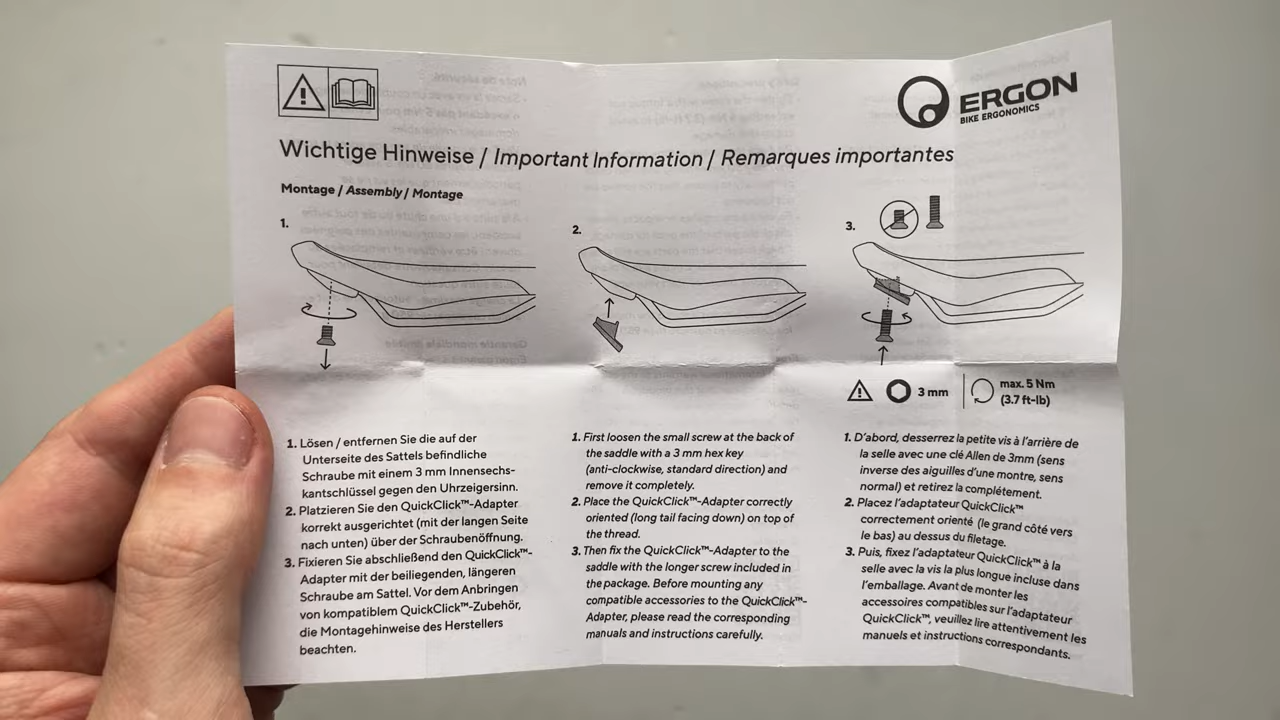 ERGON
BIKE ERGONOMICS
Wichtige Hinweise / Important Information / Remarques importantes
Montage / Assembly / Montage
1.
2.
3.
3 mm
max. 5 Nm
(3.7 ft-lb)
1. Lösen / entfernen Sie die auf der
Unterseite des Sattels befindliche
Schraube mit einem 3 mm Innensechs-
kantschlüssel gegen den Uhrzeigersinn.
2. Platzieren Sie den QuickClick™-Adapter
korrekt ausgerichtet (mit der langen Seite
nach unten) über der Schraubenöffnung.
3. Fixieren Sie abschließend den QuickClick™-
Adapter mit der beiliegenden, längeren
Schraube am Sattel. Vor dem Anbringen
von kompatiblem QuickClick™-Zubehör,
die Montagehinweise des Herstellers
beachten.
1. First loosen the small screw at the back of
the saddle with a 3 mm hex key
(anti-clockwise, standard direction) and
remove it completely.
2. Place the QuickClick™-Adapter correctly
oriented (long tail facing down) on top of
the thread.
3. Then fix the QuickClick™-Adapter to the
saddle with the longer screw included in
the package. Before mounting any
compatible accessories to the QuickClick™-
Adapter, please read the corresponding
manuals and instructions carefully.
1. D’abord, desserrez la petite vis à l’arrière de
la selle avec une clé Allen de 3mm (sens
inverse des aiguilles d’une montre, sens
normal) et retirez la complétement.
2. Placez l’adaptateur QuickClick™
correctement orienté (le grand côté vers
le bas) au dessus du filetage.
3. Puis, fixez l’adaptateur QuickClick™ à la
selle avec la vis la plus longue incluse dans
l’emballage. Avant de monter les
accessoires compatibles sur l’adaptateur
QuickClick™, veuillez lire attentivement les
manuels et instructions correspondants.